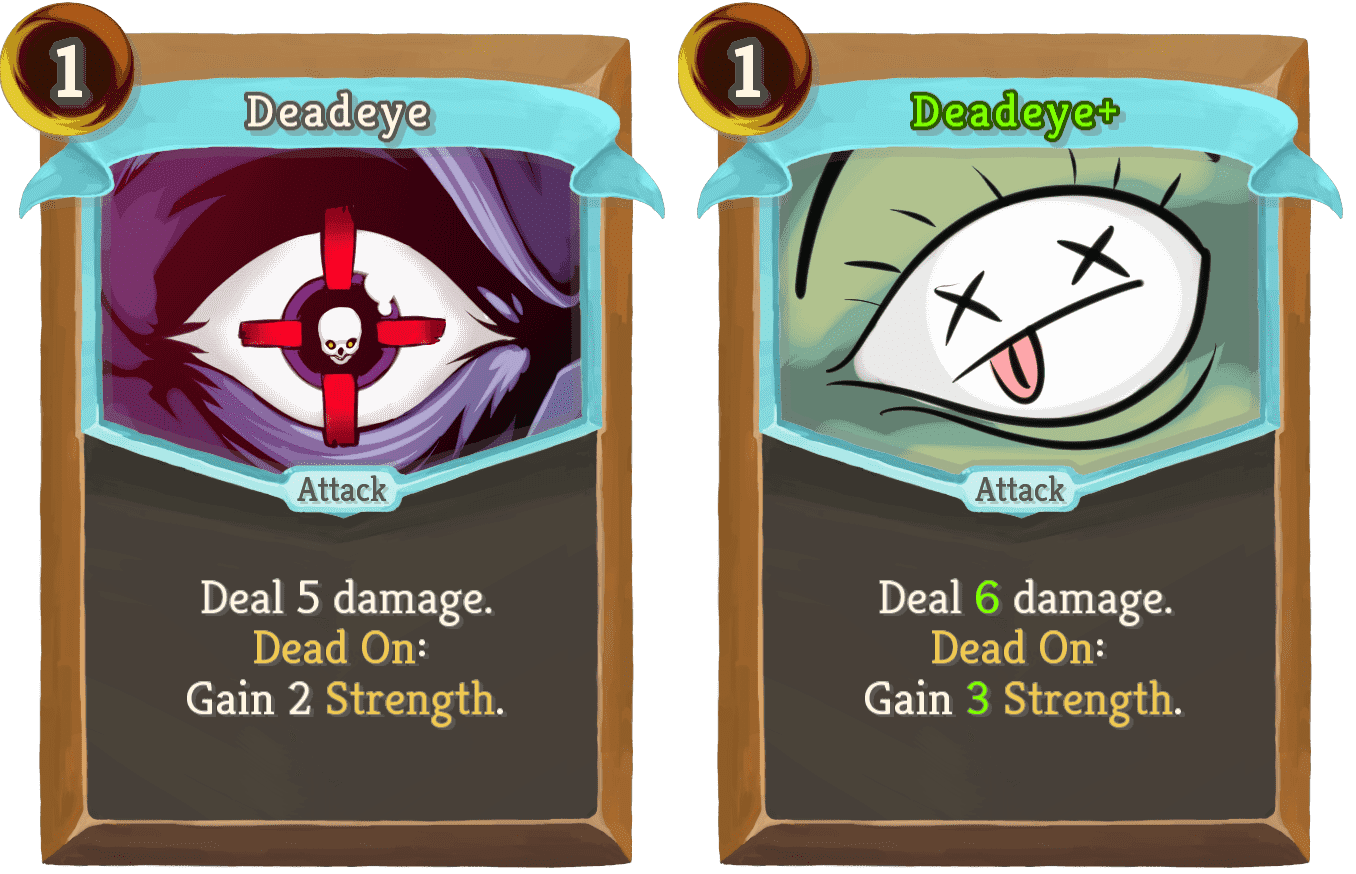 1
Deadeye
Attack
Deal 5 damage.
Dead On:
Gain 2 Strength.
1
Deadeye+
Attack
Deal 6 damage.
Dead On:
Gain 3 Strength.